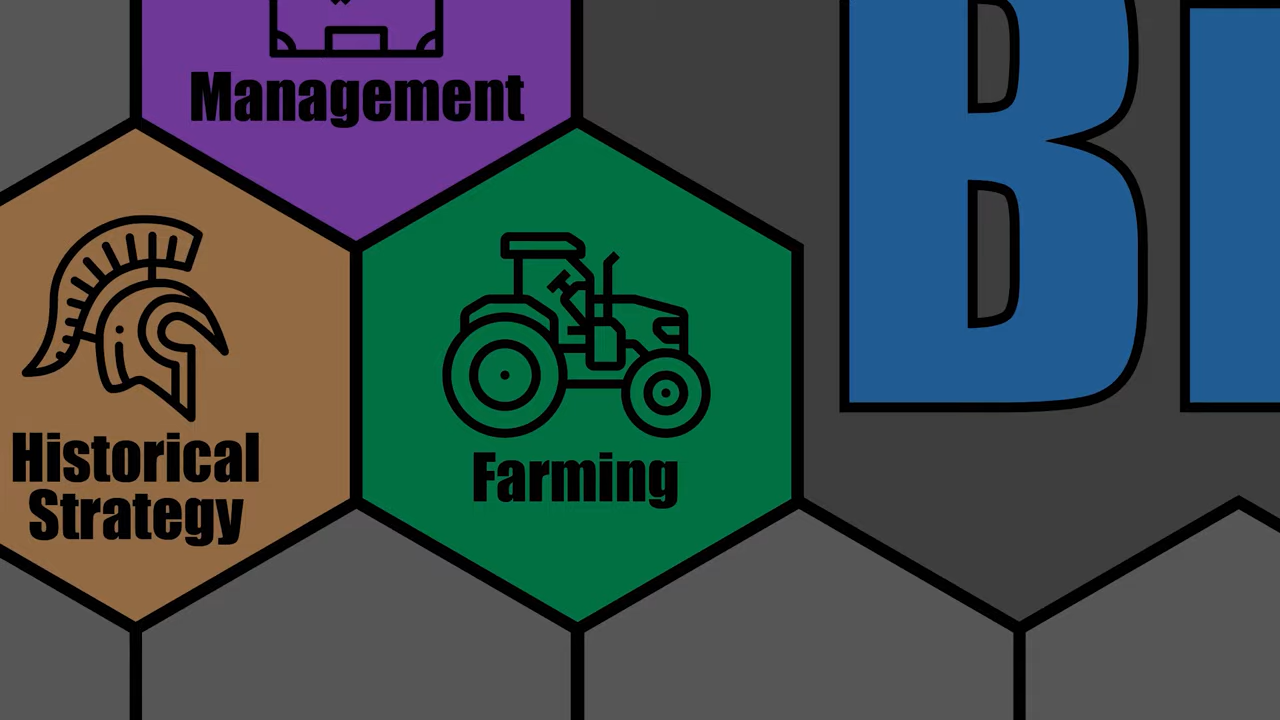 Management
Historical
Strategy
Farming
B